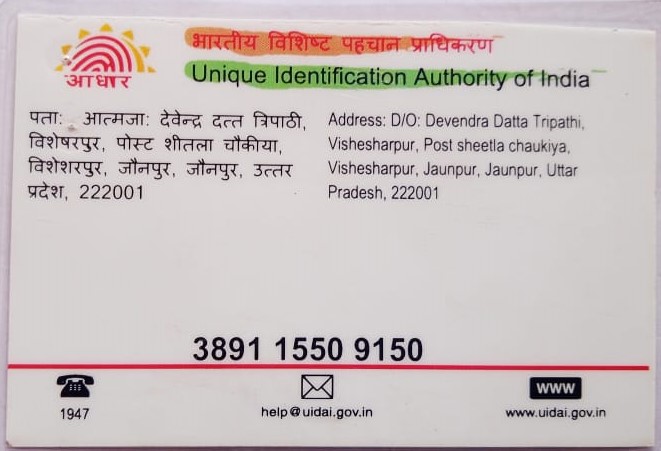 आधार
भारतीय विशिष्ट पहचान प्राधिकरण
Unique Identification Authority of India
पता: आत्मजा: देवेन्द्र दत्त त्रिपाठी,
विशेषरपुर, पोस्ट शीतला चौकीया,
विशेशरपुर, जौनपुर, जौनपुर, उत्तर
प्रदेश, 222001
Address: D/O: Devendra Datta Tripathi,
Vishesharpur, Post sheetla chaukiya,
Vishesharpur, Jaunpur, Jaunpur, Uttar
Pradesh, 222001
3891 1550 9150
1947
help@uidai.gov.in
WWW
www.uidai.gov.in